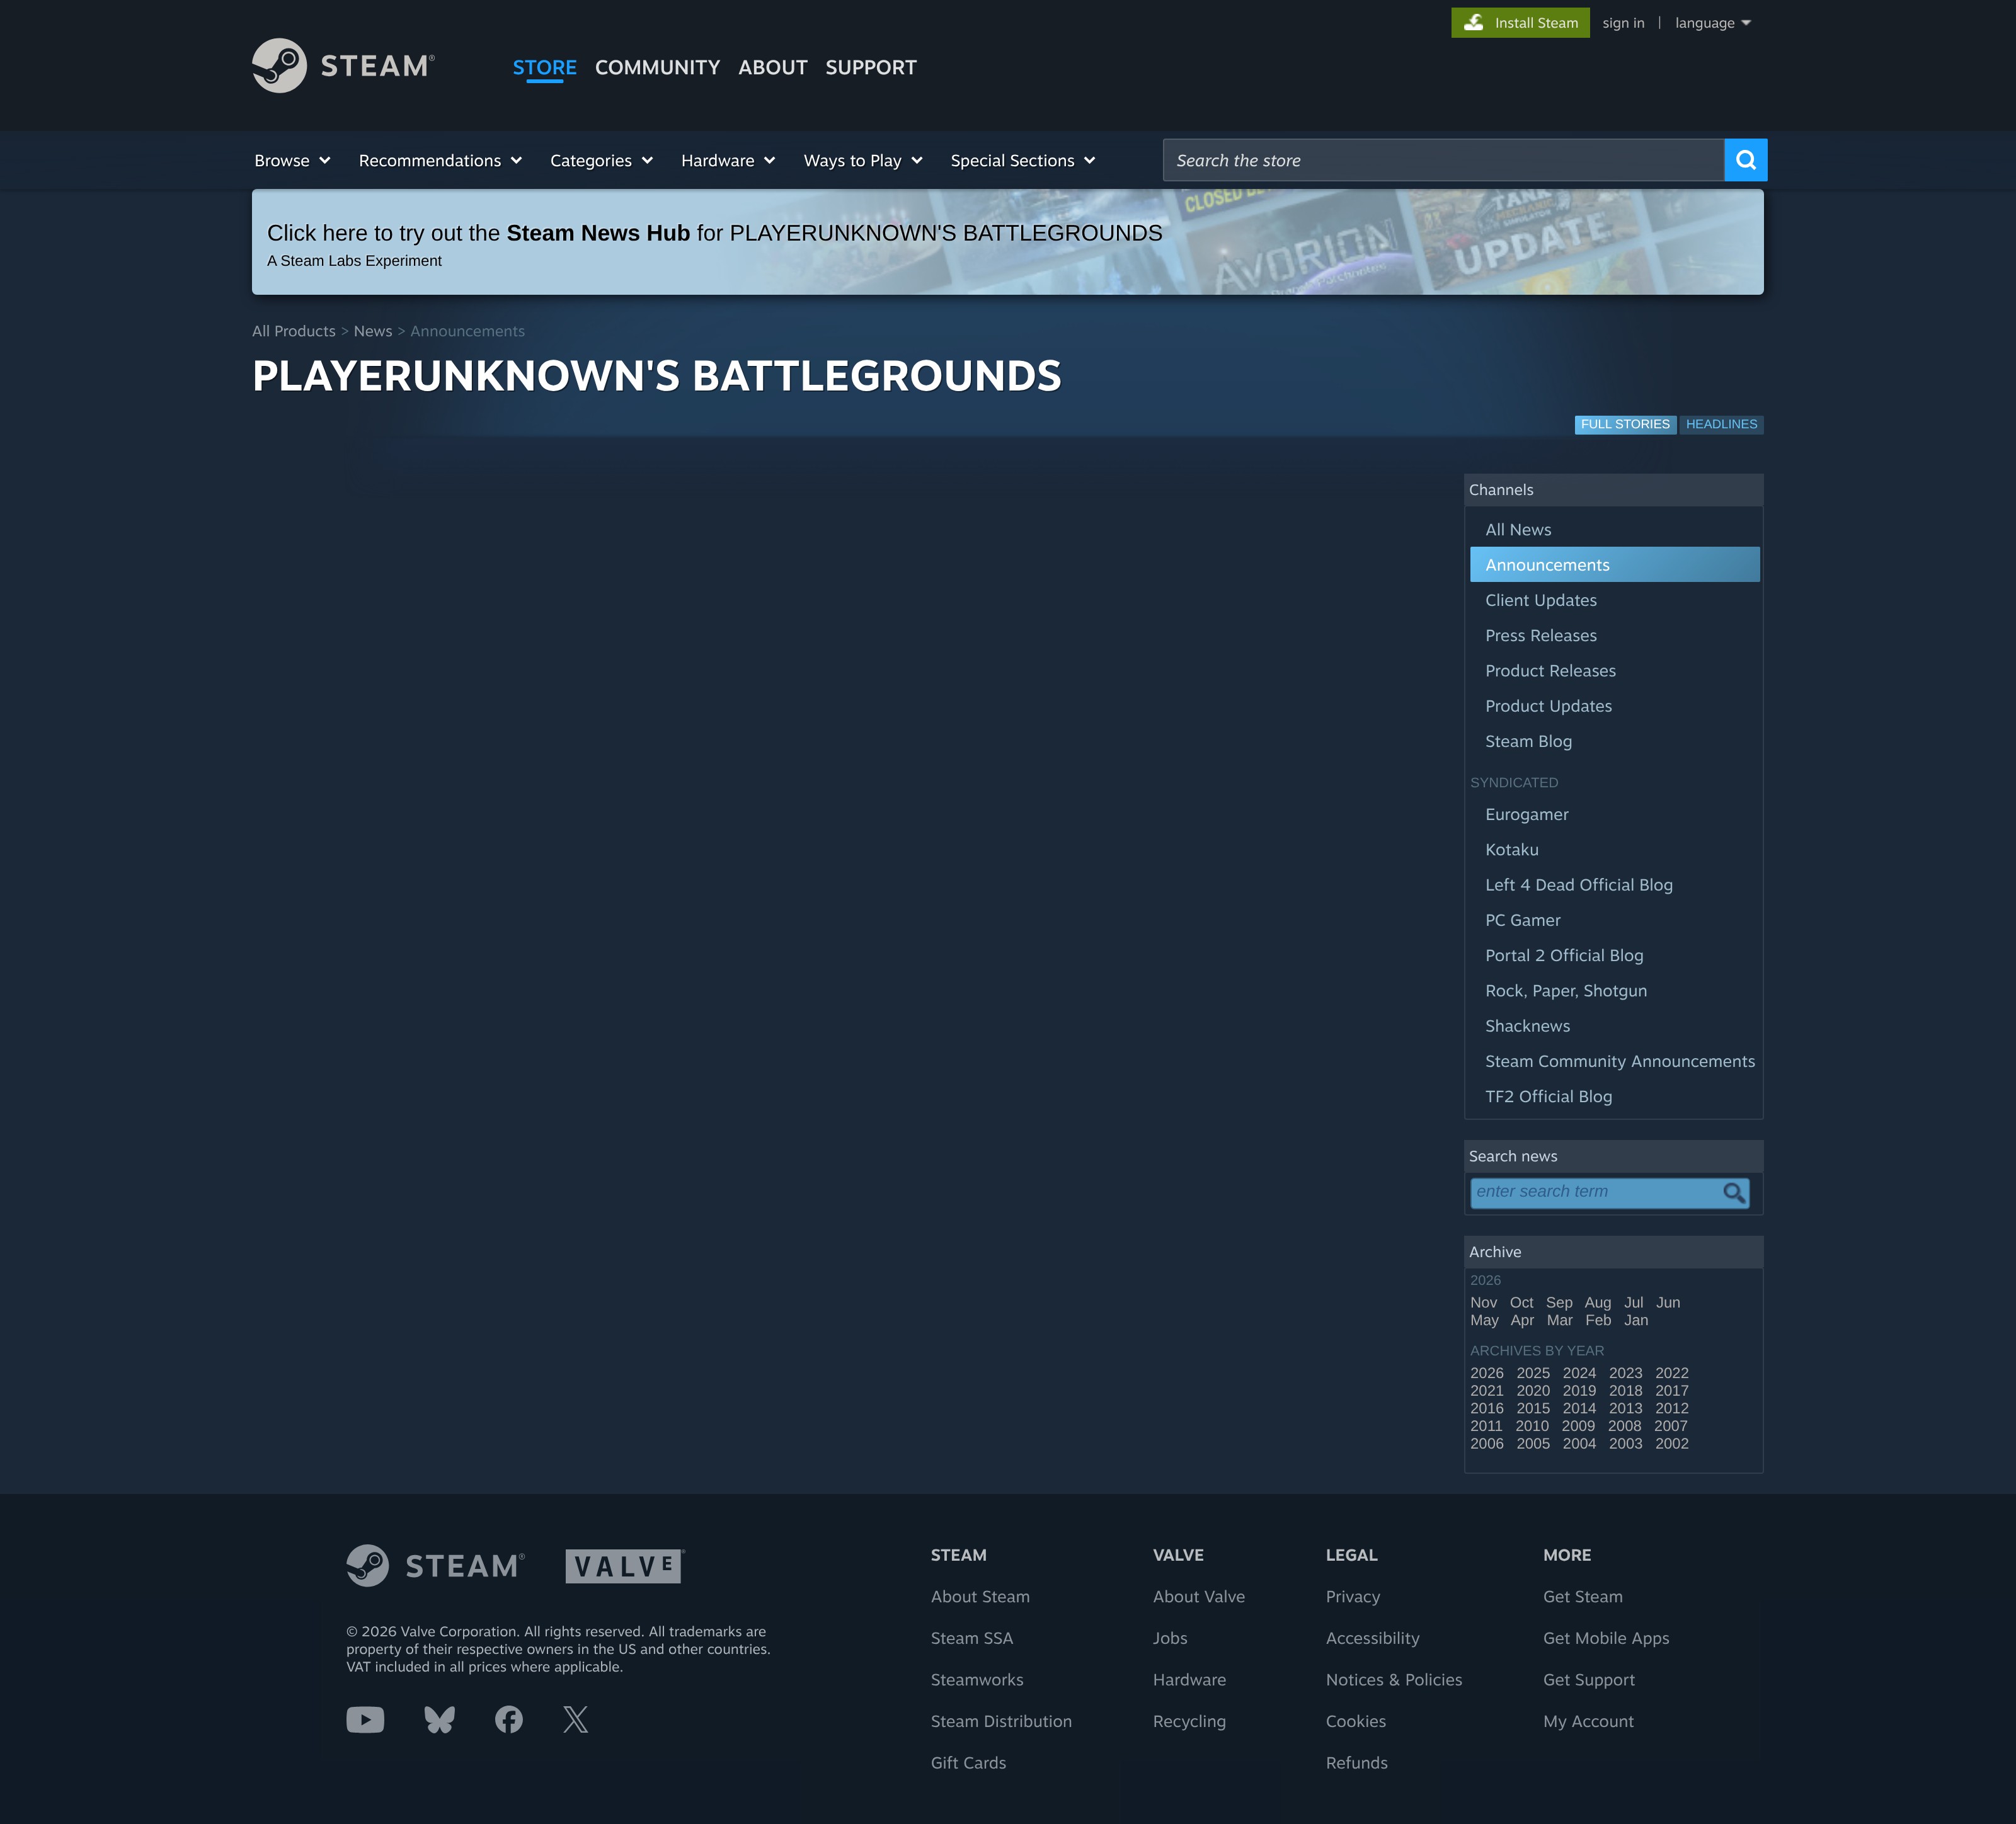 Install Steam
sign in | language
STEAM®
STORE COMMUNITY ABOUT SUPPORT
Browse Recommendations Categories Hardware Ways to Play Special Sections
Search the store
Click here to try out the Steam News Hub for PLAYERUNKNOWN'S BATTLEGROUNDS
A Steam Labs Experiment
AVORION
TANK
MECHANIC
SIMULATOR
UPDATE
All Products > News > Announcements
PLAYERUNKNOWN'S BATTLEGROUNDS
FULL STORIES HEADLINES
Channels
All News
Announcements
Client Updates
Press Releases
Product Releases
Product Updates
Steam Blog
SYNDICATED
Eurogamer
Kotaku
Left 4 Dead Official Blog
PC Gamer
Portal 2 Official Blog
Rock, Paper, Shotgun
Shacknews
Steam Community Announcements
TF2 Official Blog
Search news
enter search term
Archive
2026
Nov Oct Sep Aug Jul Jun
May Apr Mar Feb Jan
ARCHIVES BY YEAR
2026 2025 2024 2023 2022
2021 2020 2019 2018 2017
2016 2015 2014 2013 2012
2011 2010 2009 2008 2007
2006 2005 2004 2003 2002
STEAM® VALVE®
© 2026 Valve Corporation. All rights reserved. All trademarks are
property of their respective owners in the US and other countries.
VAT included in all prices where applicable.
STEAM
About Steam
Steam SSA
Steamworks
Steam Distribution
Gift Cards
VALVE
About Valve
Jobs
Hardware
Recycling
LEGAL
Privacy
Accessibility
Notices & Policies
Cookies
Refunds
MORE
Get Steam
Get Mobile Apps
Get Support
My Account